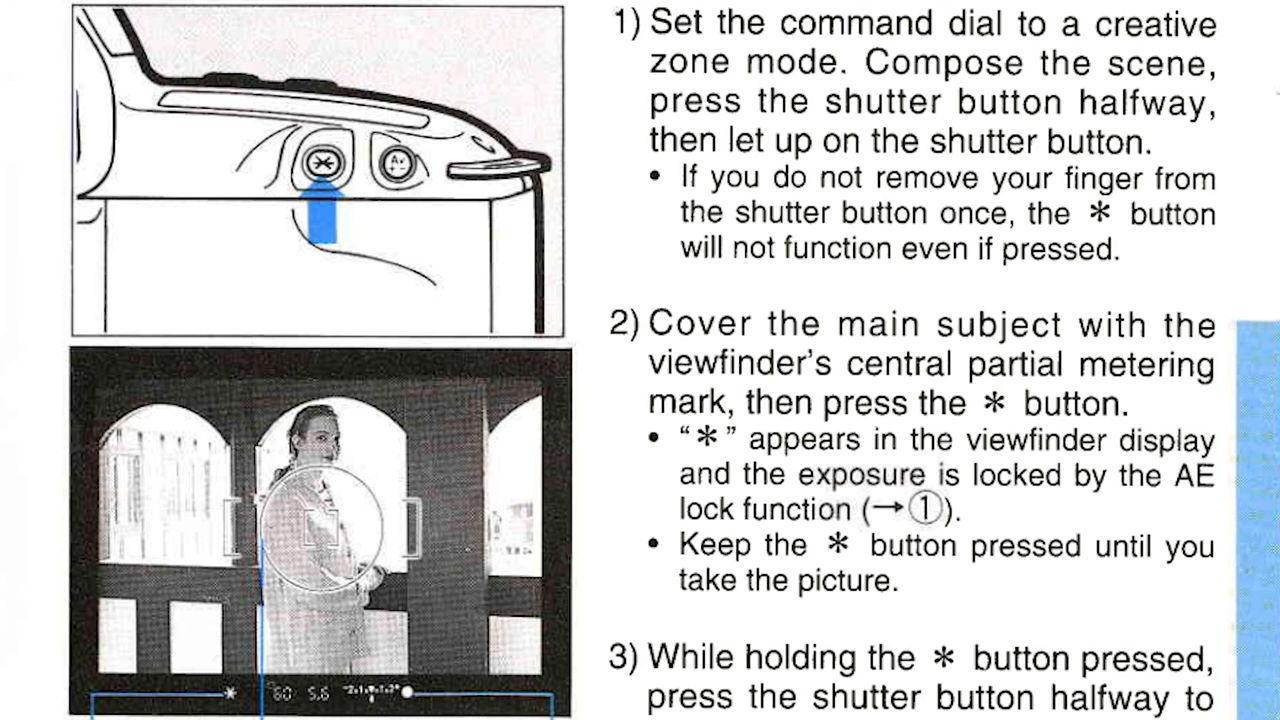 1) Set the command dial to a creative
zone mode. Compose the scene,
press the shutter button halfway,
then let up on the shutter button.
• If you do not remove your finger from
the shutter button once, the * button
will not function even if pressed.
2) Cover the main subject with the
viewfinder's central partial metering
mark, then press the * button.
• “*” appears in the viewfinder display
and the exposure is locked by the AE
lock function (→①).
• Keep the * button pressed until you
take the picture.
3) While holding the * button pressed,
press the shutter button halfway to
Av
* 60 5.6